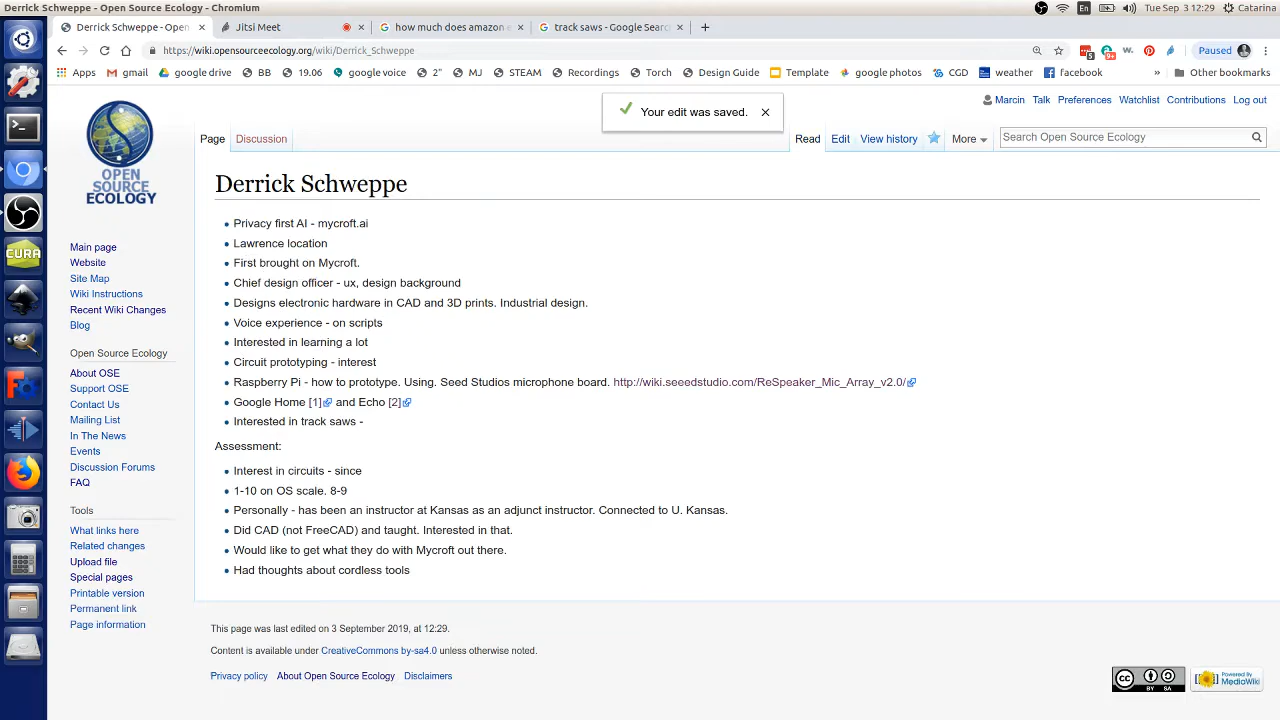 Derrick Schweppe - Open Source Ecology - Chromium
En
Tue Sep 3 12:29
Catarina
Derrick Schweppe - Open
Jitsi Meet
how much does amazon e
track saws - Google Searc
https://wiki.opensourceecology.org/wiki/Derrick_Schweppe
5
9+
W.
Paused
Apps
gmail
google drive
BB
19.06
google voice
2"
MJ
STEAM
Recordings
Torch
Design Guide
Template
google photos
CGD
weather
facebook
»
Other bookmarks
Your edit was saved.
Marcin
Talk
Preferences
Watchlist
Contributions
Log out
Page
Discussion
Read
Edit
View history
More
Search Open Source Ecology
OPEN
SOURCE
ECOLOGY
CURA
Main page
Website
Site Map
Wiki Instructions
Recent Wiki Changes
Blog
Open Source Ecology
About OSE
Support OSE
Contact Us
Mailing List
In The News
Events
Discussion Forums
FAQ
Tools
What links here
Related changes
Upload file
Special pages
Printable version
Permanent link
Page information
Derrick Schweppe
• Privacy first AI - mycroft.ai
• Lawrence location
• First brought on Mycroft.
• Chief design officer - ux, design background
• Designs electronic hardware in CAD and 3D prints. Industrial design.
• Voice experience - on scripts
• Interested in learning a lot
• Circuit prototyping - interest
• Raspberry Pi - how to prototype. Using. Seed Studios microphone board. http://wiki.seeedstudio.com/ReSpeaker_Mic_Array_v2.0/
• Google Home [1] and Echo [2]
• Interested in track saws -
Assessment:
• Interest in circuits - since
• 1-10 on OS scale. 8-9
• Personally - has been an instructor at Kansas as an adjunct instructor. Connected to U. Kansas.
• Did CAD (not FreeCAD) and taught. Interested in that.
• Would like to get what they do with Mycroft out there.
• Had thoughts about cordless tools
This page was last edited on 3 September 2019, at 12:29.
Content is available under CreativeCommons by-sa4.0 unless otherwise noted.
Privacy policy
About Open Source Ecology
Disclaimers
CC
BY SA
Powered By
MediaWiki